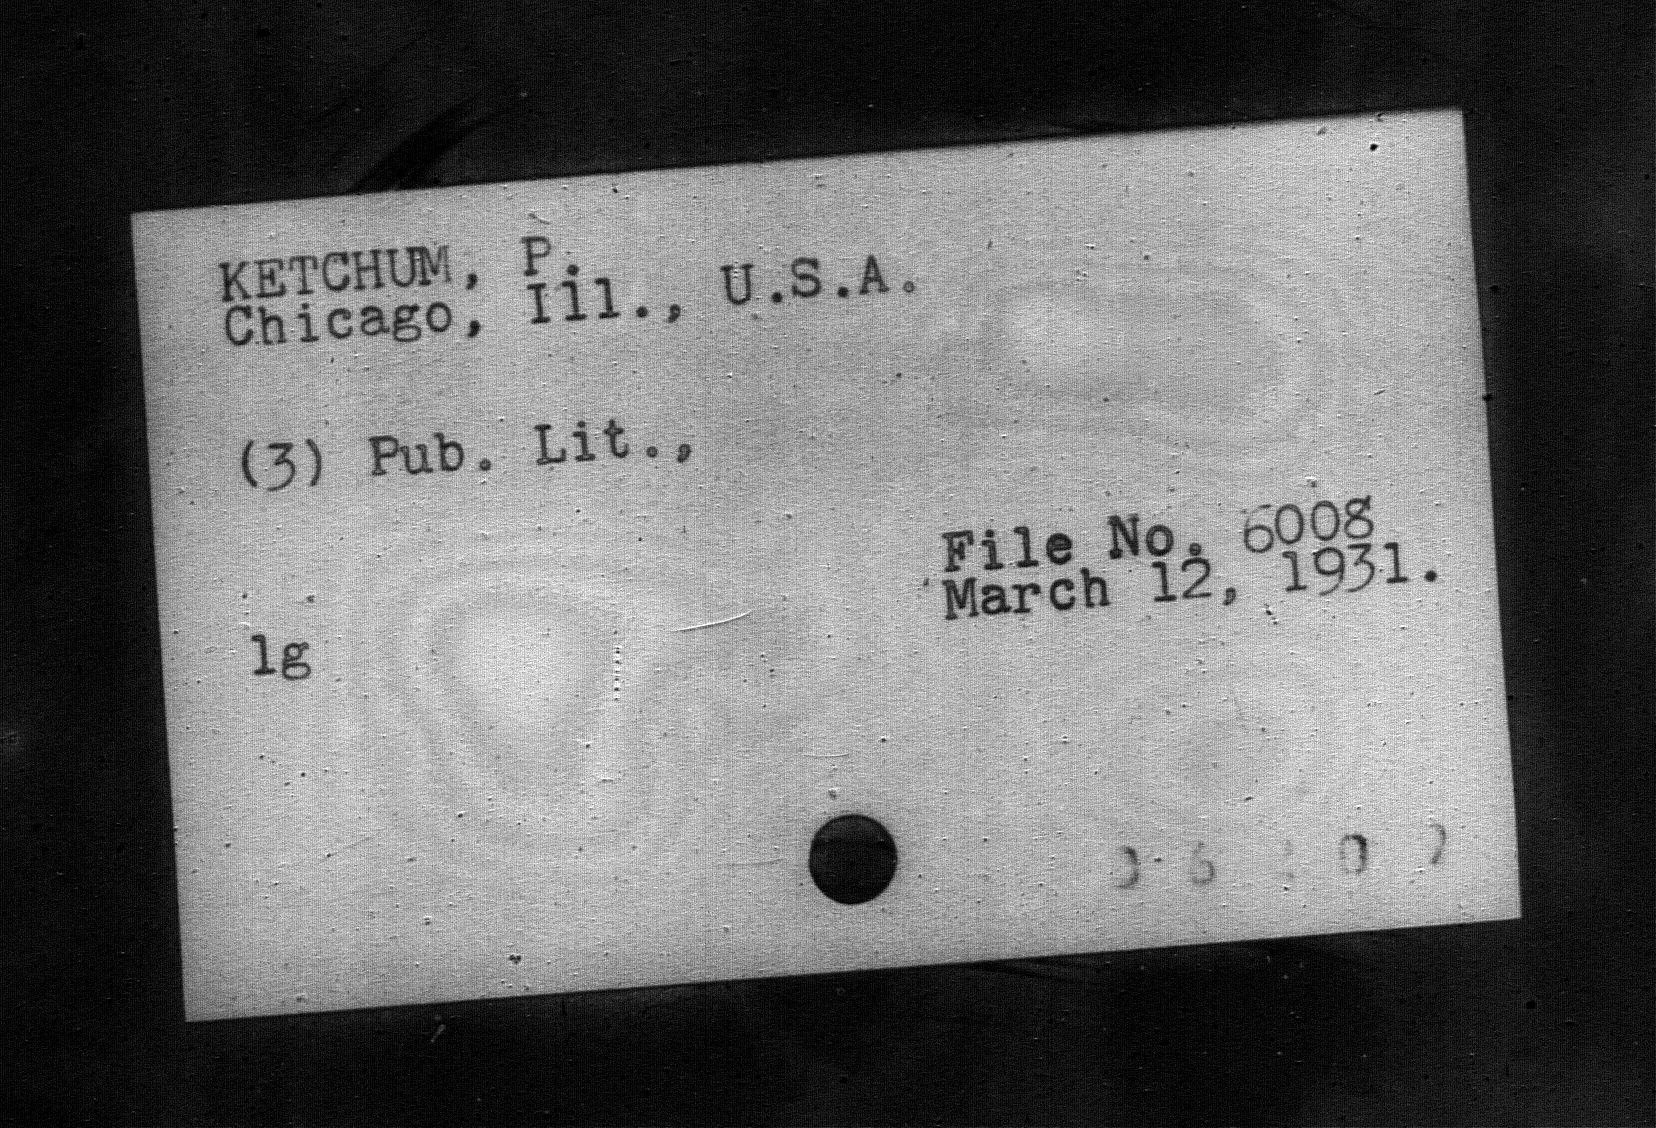 KETCHUM, P.
Chicago, Ill., U.S.A.
(3) Pub. Lit.,
File No. 6008
March 12, 1931.
lg